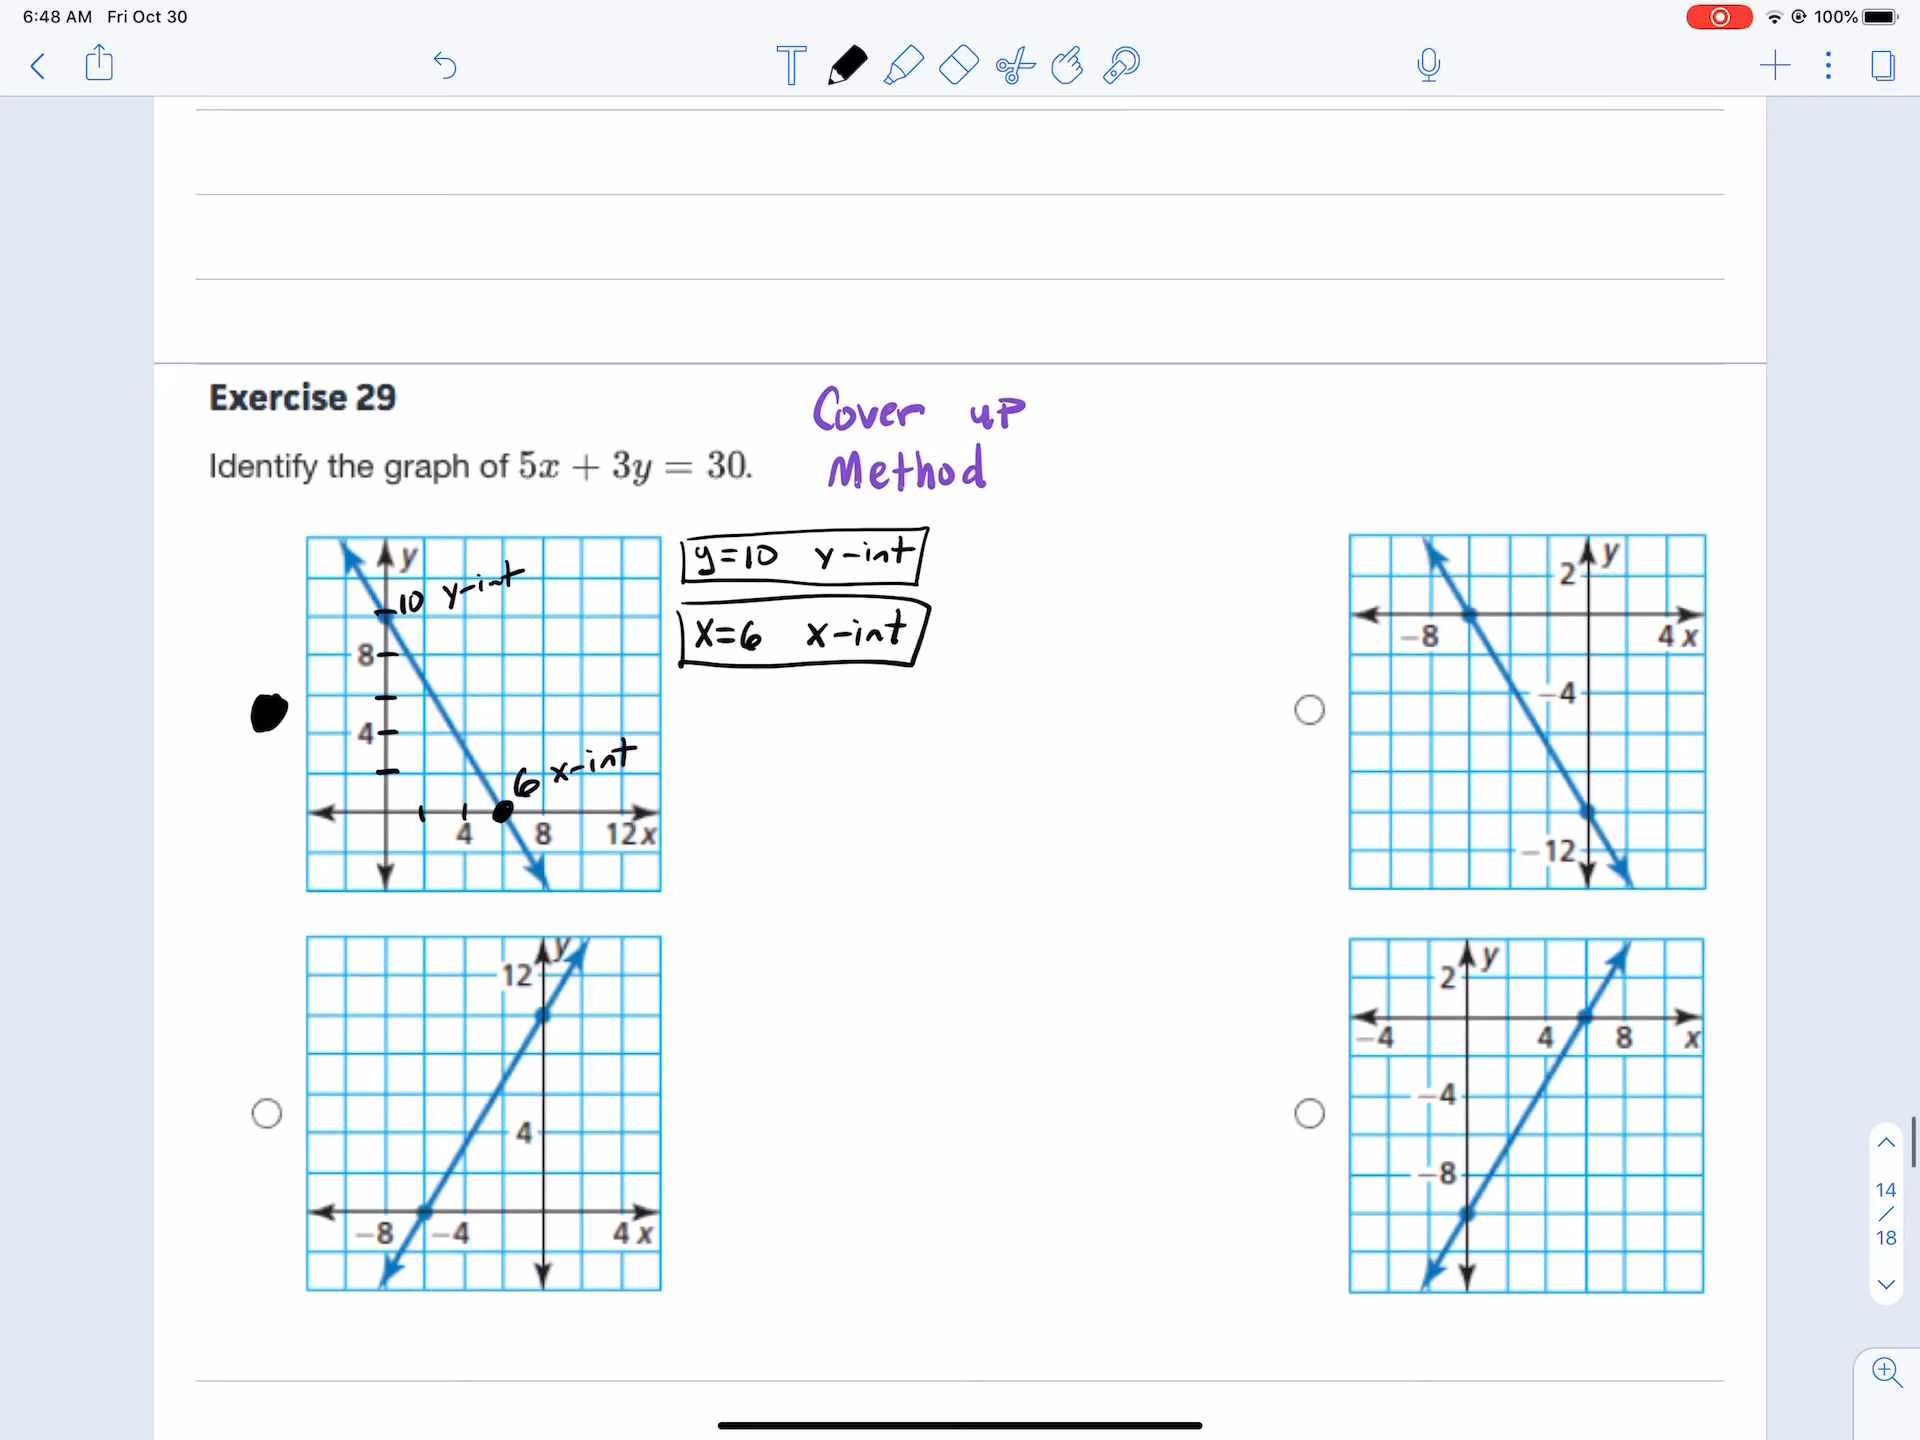 6:48 AM Fri Oct 30
100%
T
Exercise 29
Cover up
Method
Identify the graph of 5x + 3y = 30.
y=10 y-int
x=6 x-int
y
10 y-int
8
4
6 x-int
4 8 12 x
y
2
-8 4 x
-4
-12
y
12
4
-8 -4 4 x
y
2
-4 4 8 x
-4
-8
14
/
18